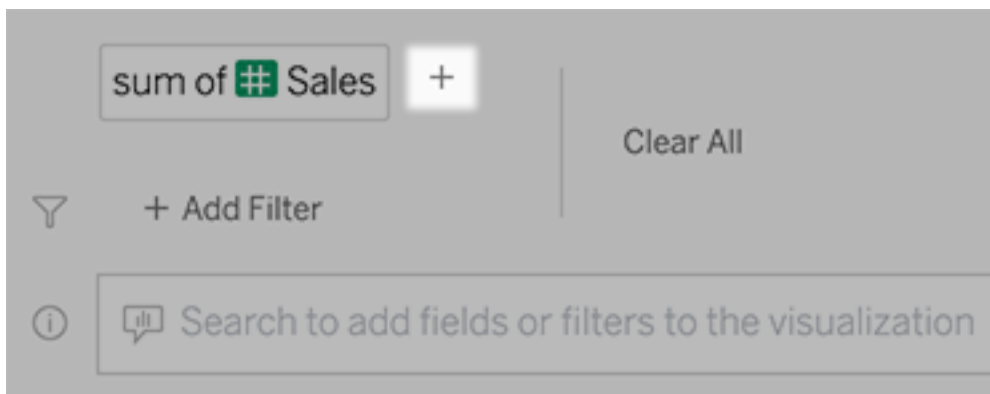 sum of # Sales +
Clear All
+ Add Filter
Search to add fields or filters to the visualization